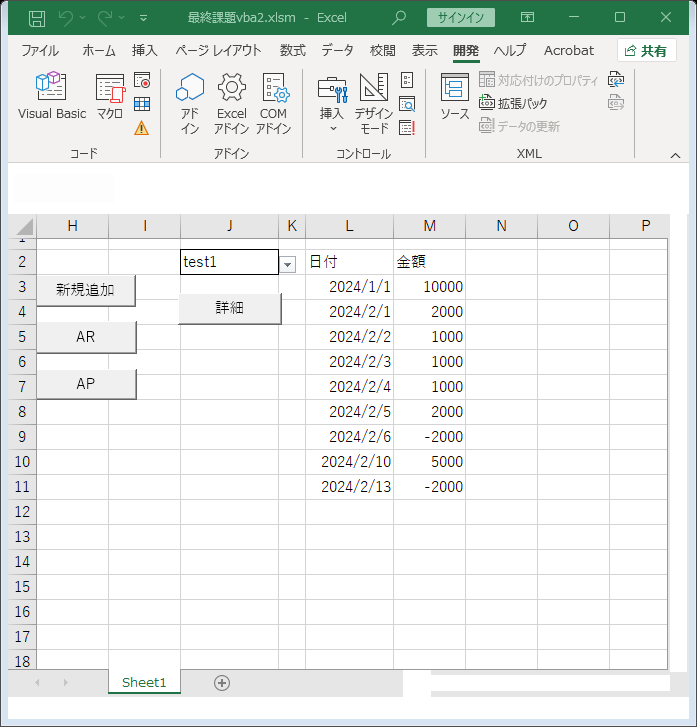 最終課題vba2.xlsm - Excel サインイン
ファイル ホーム 挿入 ページ レイアウト 数式 データ 校閲 表示 開発 ヘルプ Acrobat 共有
Visual Basic マクロ アドイン Excel アドイン COM アドイン 挿入 デザイン モード ソース 対応付けのプロパティ
拡張パック
データの更新
コード アドイン コントロール XML
H I J K L M N O P
1
2 test1 日付 金額
3 新規追加 2024/1/1 10000
4 詳細 2024/2/1 2000
5 AR 2024/2/2 1000
6 2024/2/3 1000
7 AP 2024/2/4 1000
8 2024/2/5 2000
9 2024/2/6 -2000
10 2024/2/10 5000
11 2024/2/13 -2000
12
13
14
15
16
17
18
Sheet1